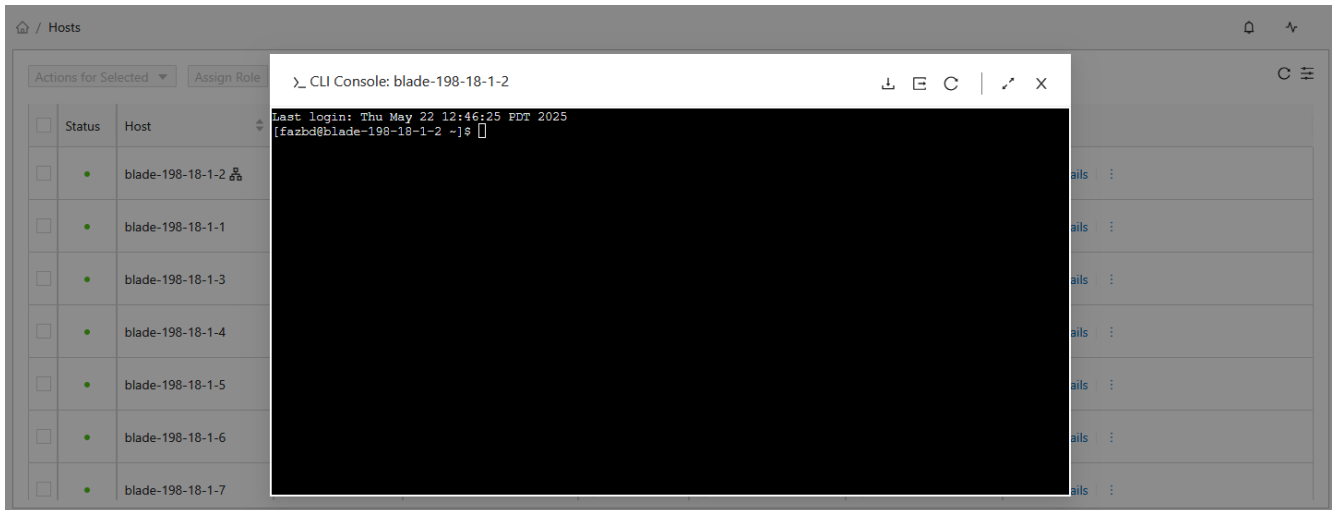 / Hosts
Actions for Selected Assign Role
>_ CLI Console: blade-198-18-1-2 X
Last login: Thu May 22 12:46:25 PDT 2025
[fazbd@blade-198-18-1-2 ~]$
Status Host
blade-198-18-1-2 ails
blade-198-18-1-1 ails
blade-198-18-1-3 ails
blade-198-18-1-4 ails
blade-198-18-1-5 ails
blade-198-18-1-6 ails
blade-198-18-1-7 ails